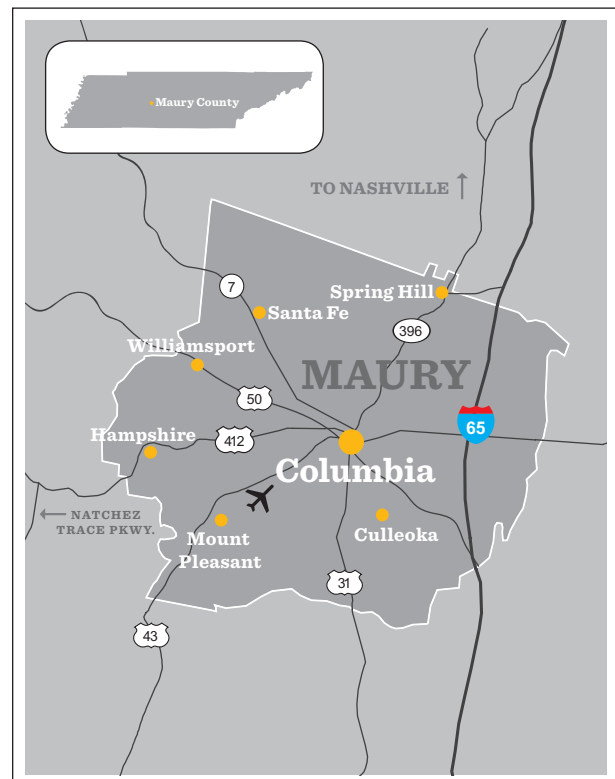 Maury County
TO NASHVILLE
7
Spring Hill
Santa Fe
396
Williamsport
MAURY
50
65
Hampshire
412
Columbia
NATCHEZ
TRACE PKWY.
Mount
Pleasant
Culleoka
31
43